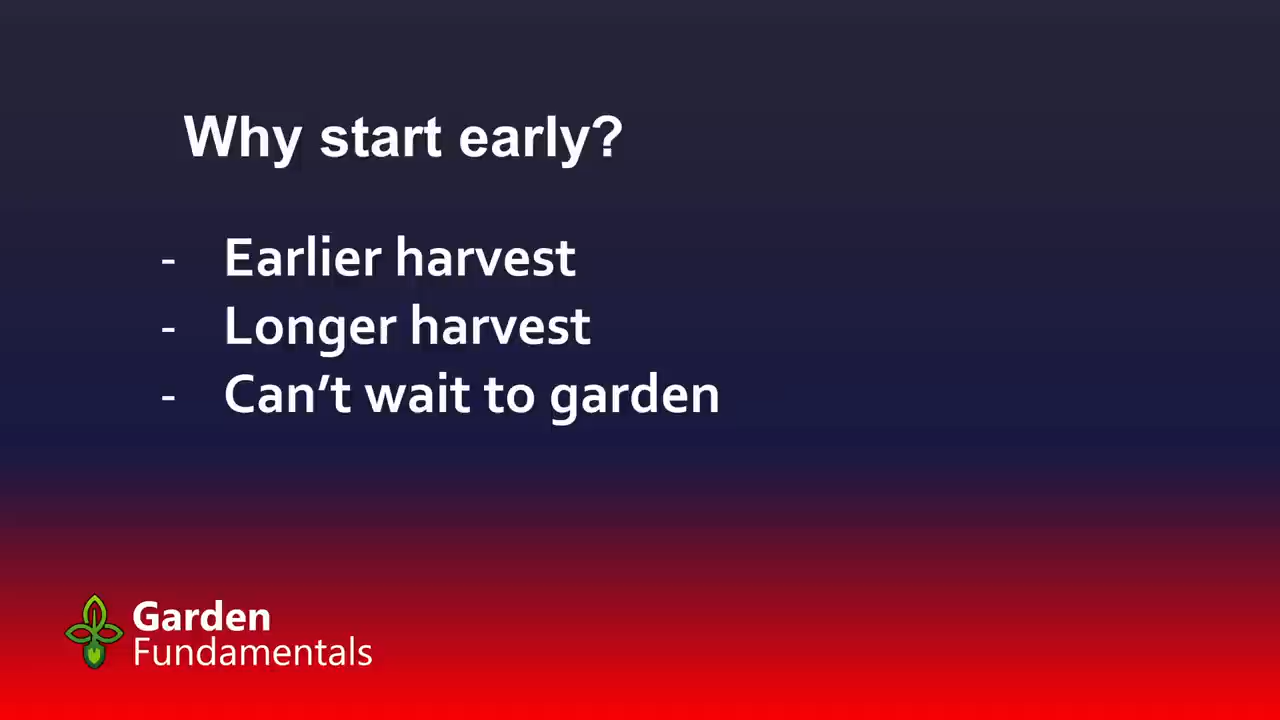 Why start early?
- Earlier harvest
- Longer harvest
- Can’t wait to garden
Garden
Fundamentals